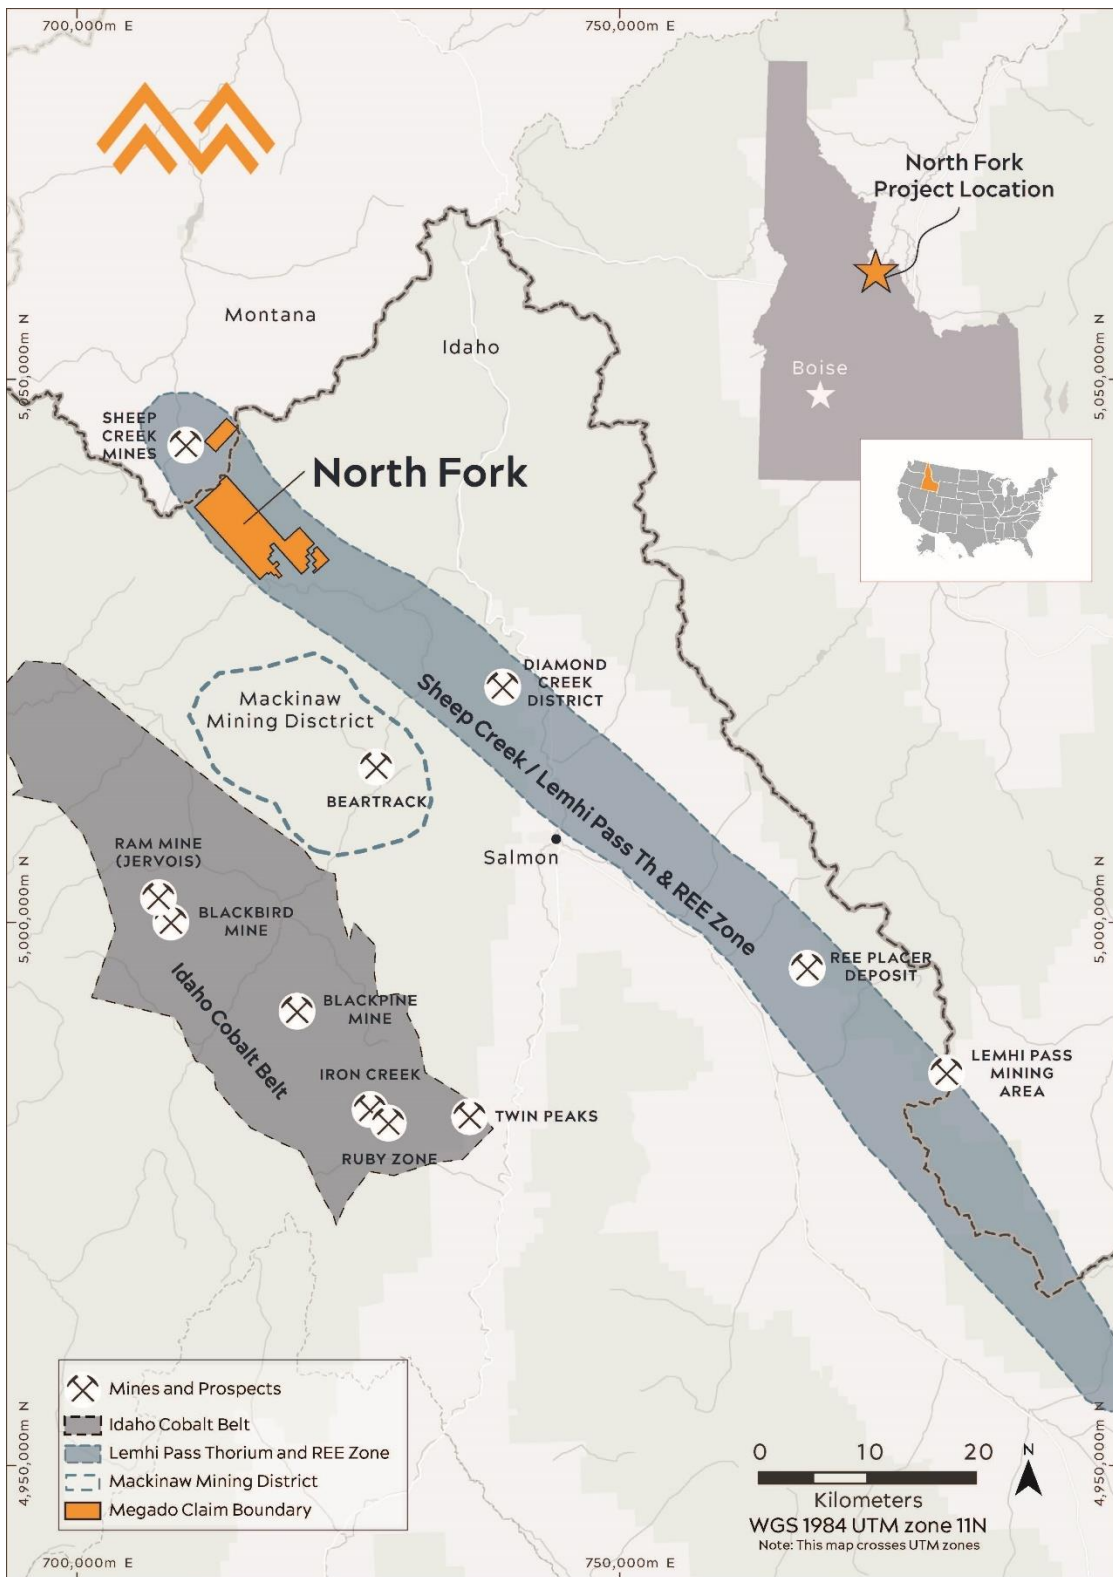 700,000m E
750,000m E
North Fork
Project Location
Montana
Idaho
5,050,000m N
5,050,000m N
Boise
SHEEP
CREEK
MINES
North Fork
DIAMOND
CREEK
DISTRICT
Mackinaw
Mining Disctrict
Sheep Creek / Lemhi Pass Th & REE Zone
BEARTRACK
RAM MINE
(JERVOIS)
Salmon
BLACKBIRD
MINE
5,000,000m N
5,000,000m N
REE PLACER
DEPOSIT
Idaho Cobalt Belt
BLACKPINE
MINE
IRON CREEK
LEMHI PASS
MINING
AREA
TWIN PEAKS
RUBY ZONE
Mines and Prospects
Idaho Cobalt Belt
Lemhi Pass Thorium and REE Zone
Mackinaw Mining District
Megado Claim Boundary
4,950,000m N
4,950,000m N
0 10 20
N
Kilometers
WGS 1984 UTM zone 11N
Note: This map crosses UTM zones
700,000m E
750,000m E